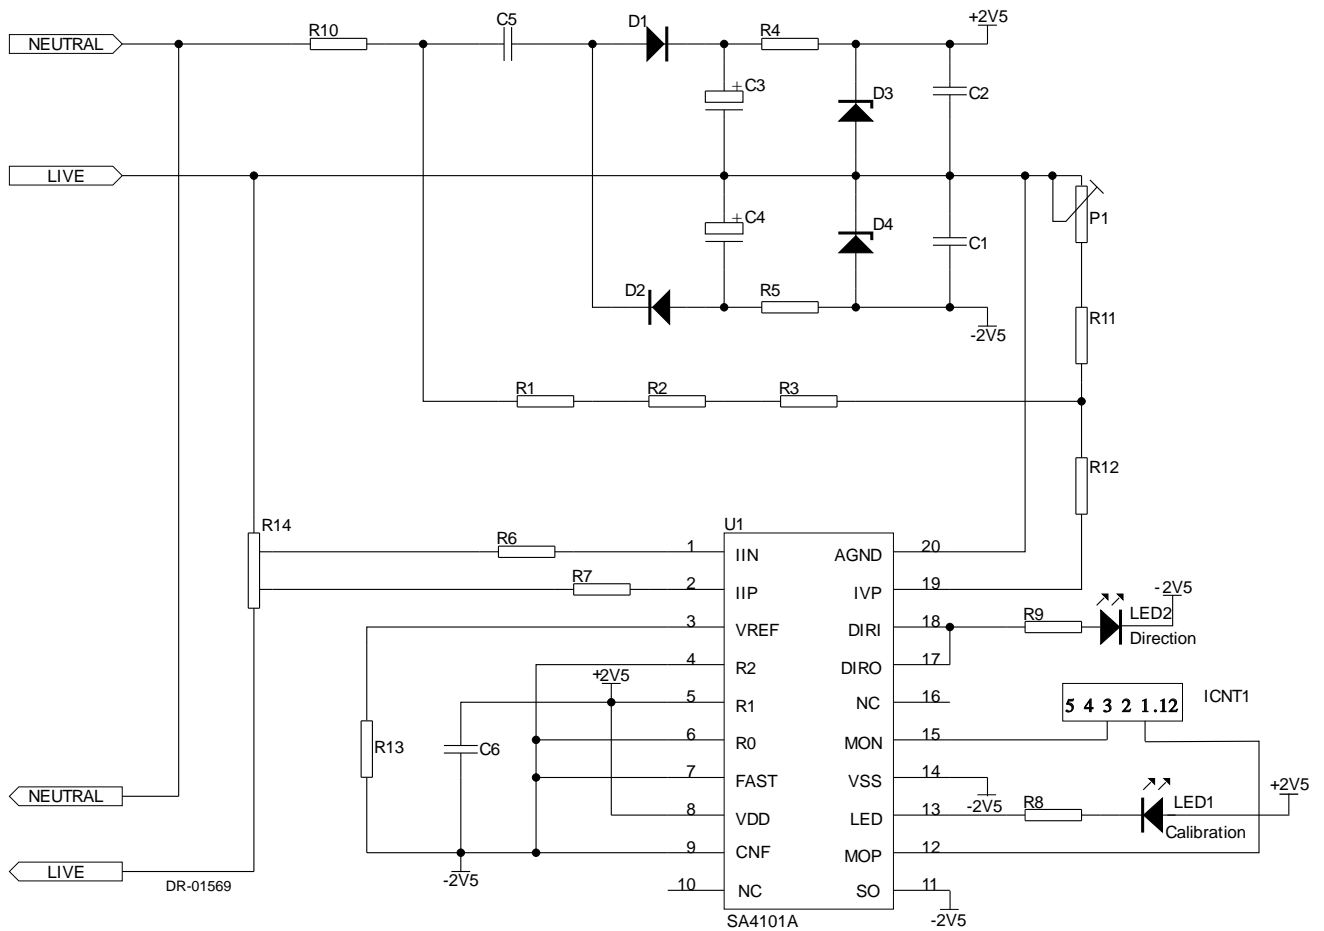 NEUTRAL
R10
C5
D1
R4
+2V5
+
C3
D3
C2
LIVE
+
C4
D4
C1
P1
D2
R5
-2V5
R11
R1
R2
R3
R12
R14
U1
R6
1
IIN
AGND
20
R7
2
IIP
IVP
19
-2V5
3
VREF
DIRI
18
R9
LED2
Direction
4
R2
DIRO
17
+2V5
5
R1
NC
16
ICNT1
5 4 3 2 1.12
R13
C6
6
R0
MON
15
7
FAST
VSS
14
-2V5
+2V5
NEUTRAL
8
VDD
LED
13
R8
LED1
Calibration
9
CNF
MOP
12
LIVE
DR-01569
-2V5
10
NC
SO
11
-2V5
SA4101A